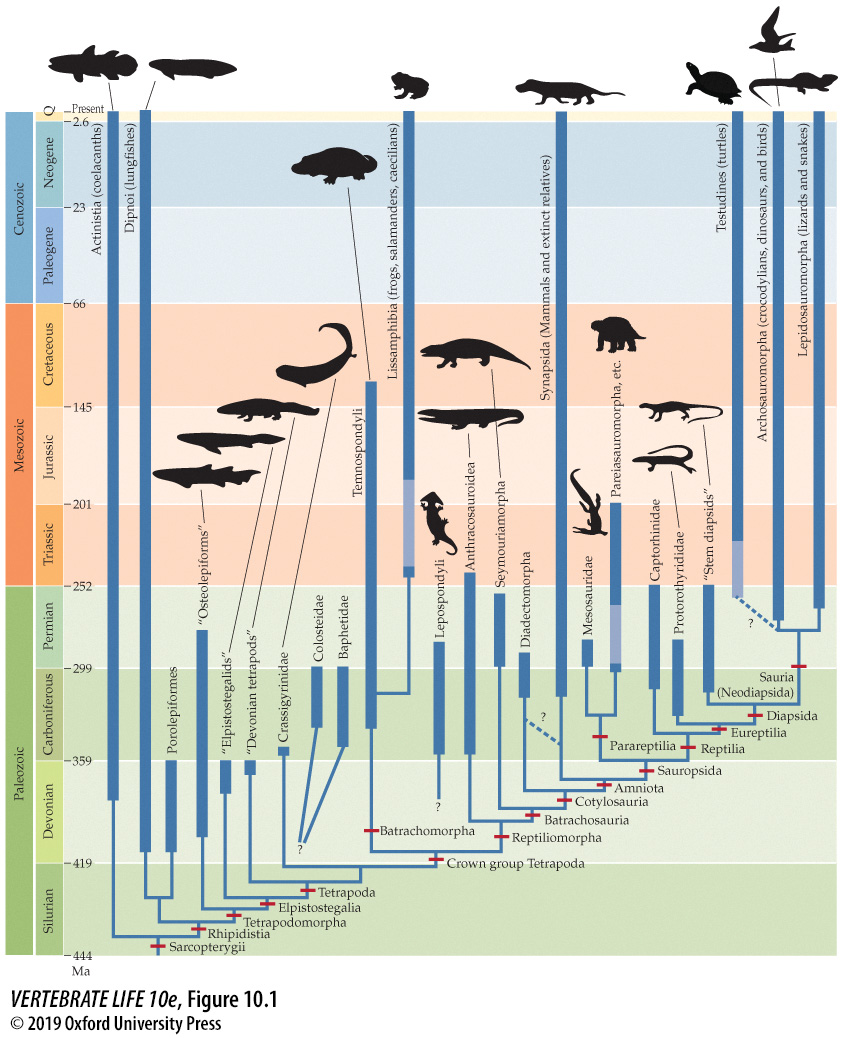 Q
Present
2.6
Neogene
23
Paleogene
Cenozoic
66
Cretaceous
145
Jurassic
Mesozoic
201
Triassic
252
Permian
299
Carboniferous
359
Paleozoic
Devonian
419
Silurian
444
Ma
Actinistia (coelacanths)
Dipnoi (lungfishes)
Porolepiformes
“Osteolepiforms”
“Elpistostegalids”
“Devonian tetrapods”
Crassigyrinidae
Colosteidae
Baphetidae
Temnospondyli
Lissamphibia (frogs, salamanders, caecilians)
Lepospondyli
Anthracosauroidea
Seymouriamorpha
Diadectomorpha
Synapsida (Mammals and extinct relatives)
Mesosauridae
Pareiasauromorpha, etc.
Captorhinidae
Protorothyrididae
“Stem diapsids”
Testudines (turtles)
Archosauromorpha (crocodylians, dinosaurs, and birds)
Lepidosauromorpha (lizards and snakes)
?
?
?
?
Sauria
(Neodiapsida)
Diapsida
Eureptilia
Reptilia
Parareptilia
Sauropsida
Amniota
Cotylosauria
Batrachosauria
Reptiliomorpha
Batrachomorpha
Crown group Tetrapoda
Tetrapoda
Elpistostegalia
Tetrapodomorpha
Rhipidistia
Sarcopterygii
VERTEBRATE LIFE 10e, Figure 10.1
© 2019 Oxford University Press